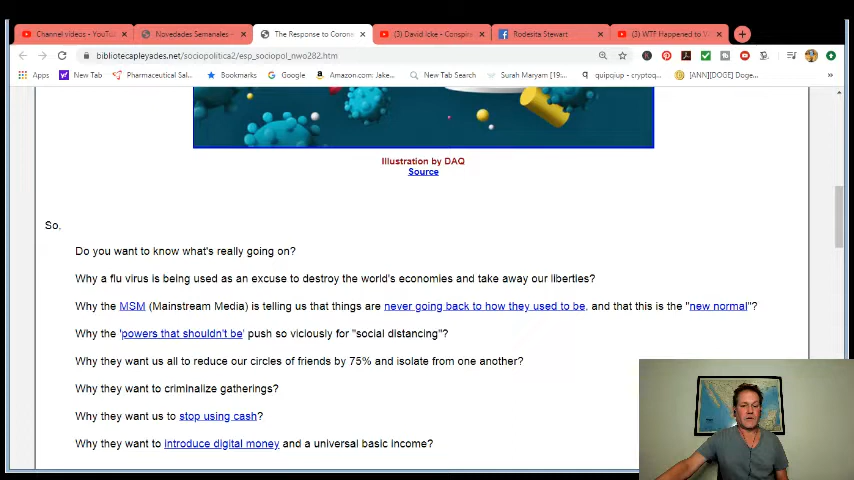 Channel videos - YouTu
Novedades Semanales -
The Response to Corona
(3) David Icke - Conspira
Rodesita Stewart
(3) WTP Happened to W
bibliotecapleyades.net/sociopolitica2/esp_sociopol_nwo282.htm
Apps
New Tab
Pharmaceutical Sal...
Bookmarks
Google
Amazon.com: Jake...
New Tab Search
Surah Maryam [19...
quipqiup - cryptoq...
[ANN][DOGE] Doge...
»
Illustration by DAQ
Source
So.
Do you want to know what's really going on?
Why a flu virus is being used as an excuse to destroy the world's economies and take away our liberties?
Why the MSM (Mainstream Media) is telling us that things are never going back to how they used to be, and that this is the "new normal"?
Why the 'powers that shouldn't be' push so viciously for "social distancing"?
Why they want us all to reduce our circles of friends by 75% and isolate from one another?
Why they want to criminalize gatherings?
Why they want us to stop using cash?
Why they want to introduce digital money and a universal basic income?